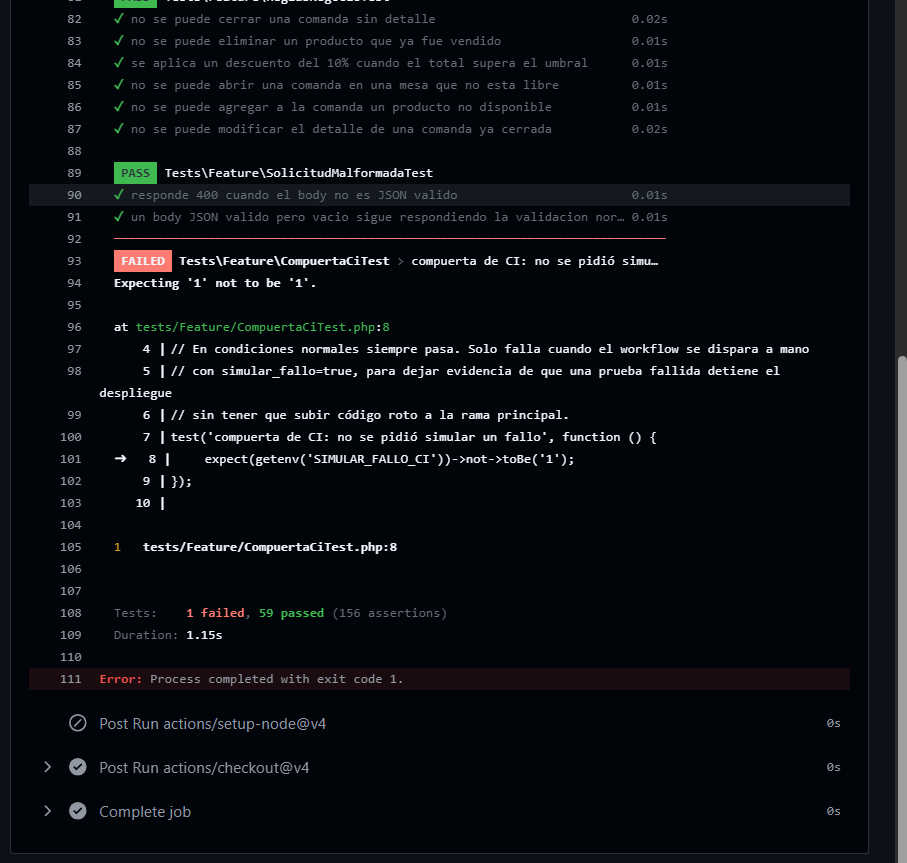 82 ✓ no se puede cerrar una comanda sin detalle 0.02s
83 ✓ no se puede eliminar un producto que ya fue vendido 0.01s
84 ✓ se aplica un descuento del 10% cuando el total supera el umbral 0.01s
85 ✓ no se puede abrir una comanda en una mesa que no esta libre 0.01s
86 ✓ no se puede agregar a la comanda un producto no disponible 0.01s
87 ✓ no se puede modificar el detalle de una comanda ya cerrada 0.02s
88
89 PASS Tests\Feature\SolicitudMalformadaTest
90 ✓ responde 400 cuando el body no es JSON valido 0.01s
91 ✓ un body JSON valido pero vacio sigue respondiendo la validacion nor… 0.01s
92
93 FAILED Tests\Feature\CompuertaCiTest > compuerta de CI: no se pidió simu…
94 Expecting '1' not to be '1'.
95
96 at tests/Feature/CompuertaCiTest.php:8
97 4 | // En condiciones normales siempre pasa. Solo falla cuando el workflow se dispara a mano
98 5 | // con simular_fallo=true, para dejar evidencia de que una prueba fallida detiene el
despliegue
99 6 | // sin tener que subir código roto a la rama principal.
100 7 | test('compuerta de CI: no se pidió simular un fallo', function () {
101 ➜ 8 | expect(getenv('SIMULAR_FALLO_CI'))->not->toBe('1');
102 9 | });
103 10 |
104
105 1 tests/Feature/CompuertaCiTest.php:8
106
107
108 Tests: 1 failed, 59 passed (156 assertions)
109 Duration: 1.15s
110
111 Error: Process completed with exit code 1.
Post Run actions/setup-node@v4 0s
Post Run actions/checkout@v4 0s
Complete job 0s